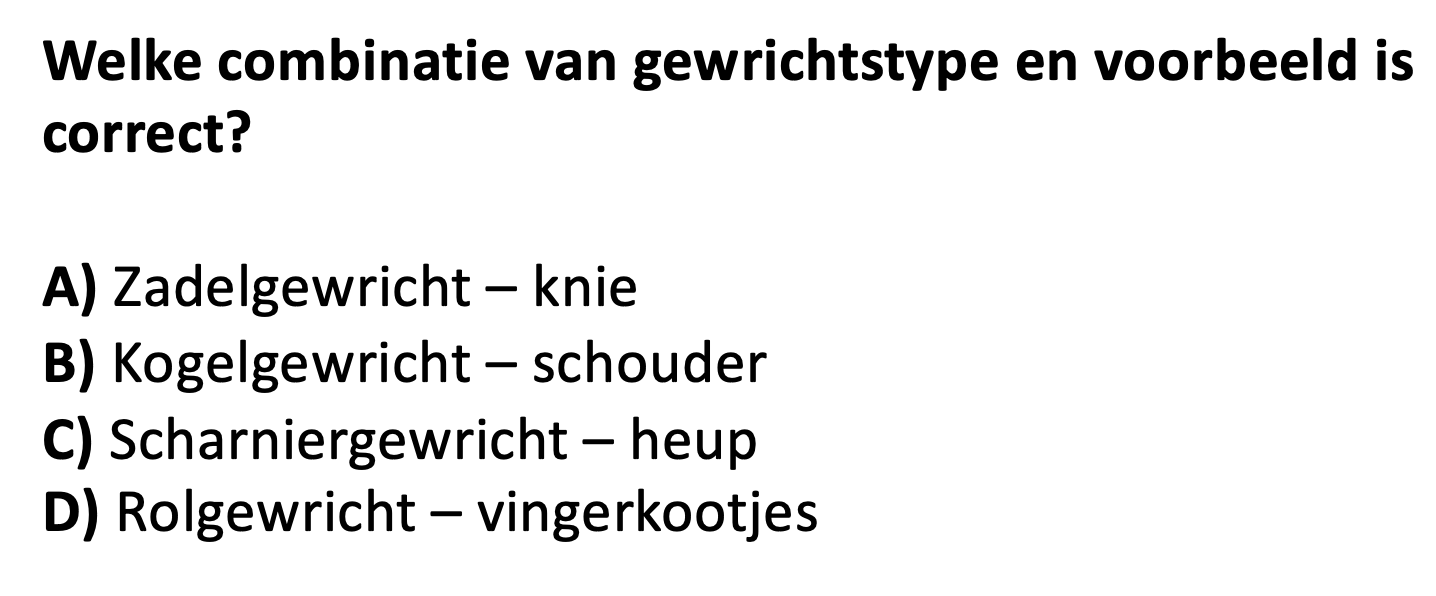 Welke combinatie van gewrichtstype en voorbeeld is
correct?
A) Zadelgewricht – knie
B) Kogelgewricht – schouder
C) Scharniergewricht – heup
D) Rolgewricht – vingerkootjes